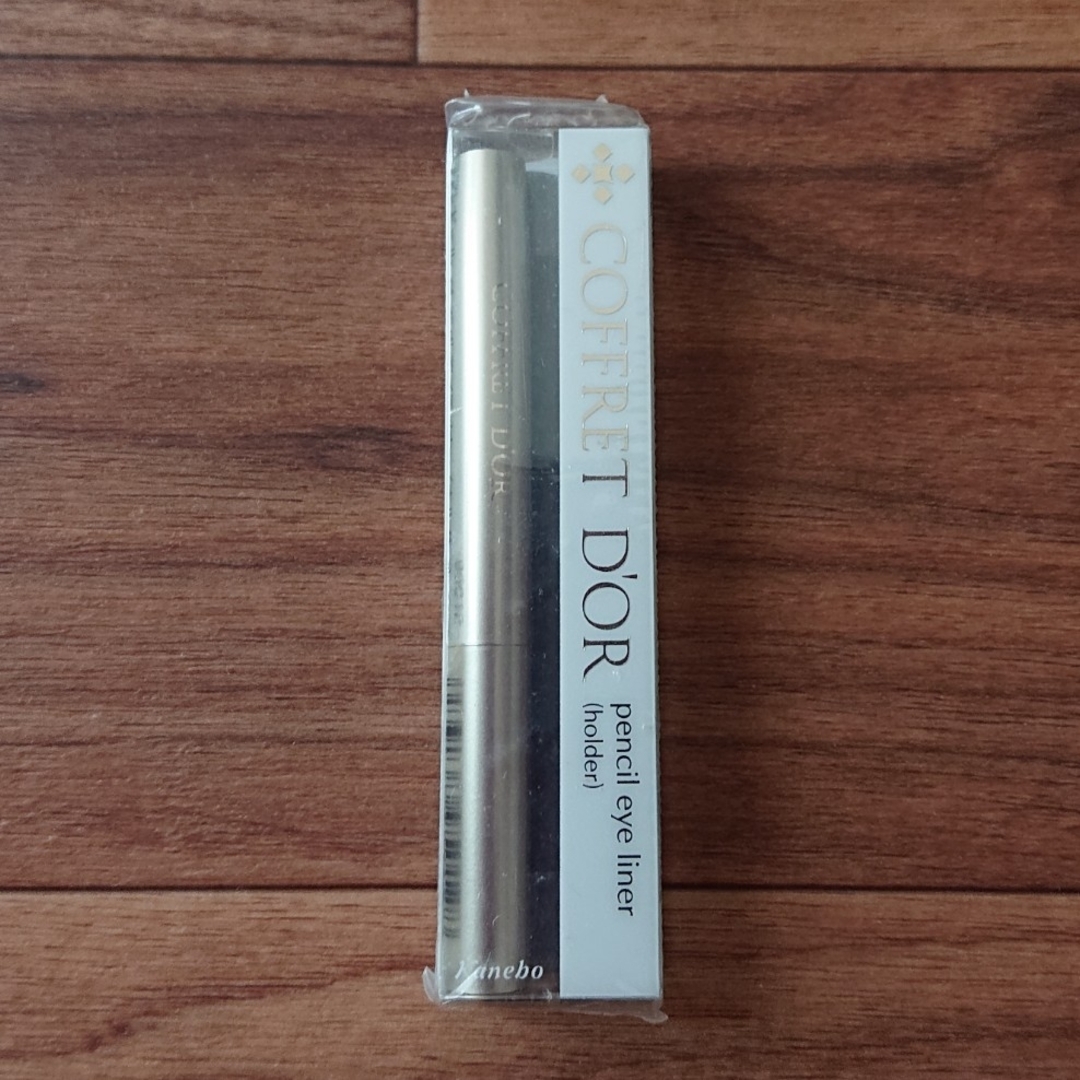 COFFRET D'OR
COFFRET D'OR
pencil eye liner
(holder)
Kanebo